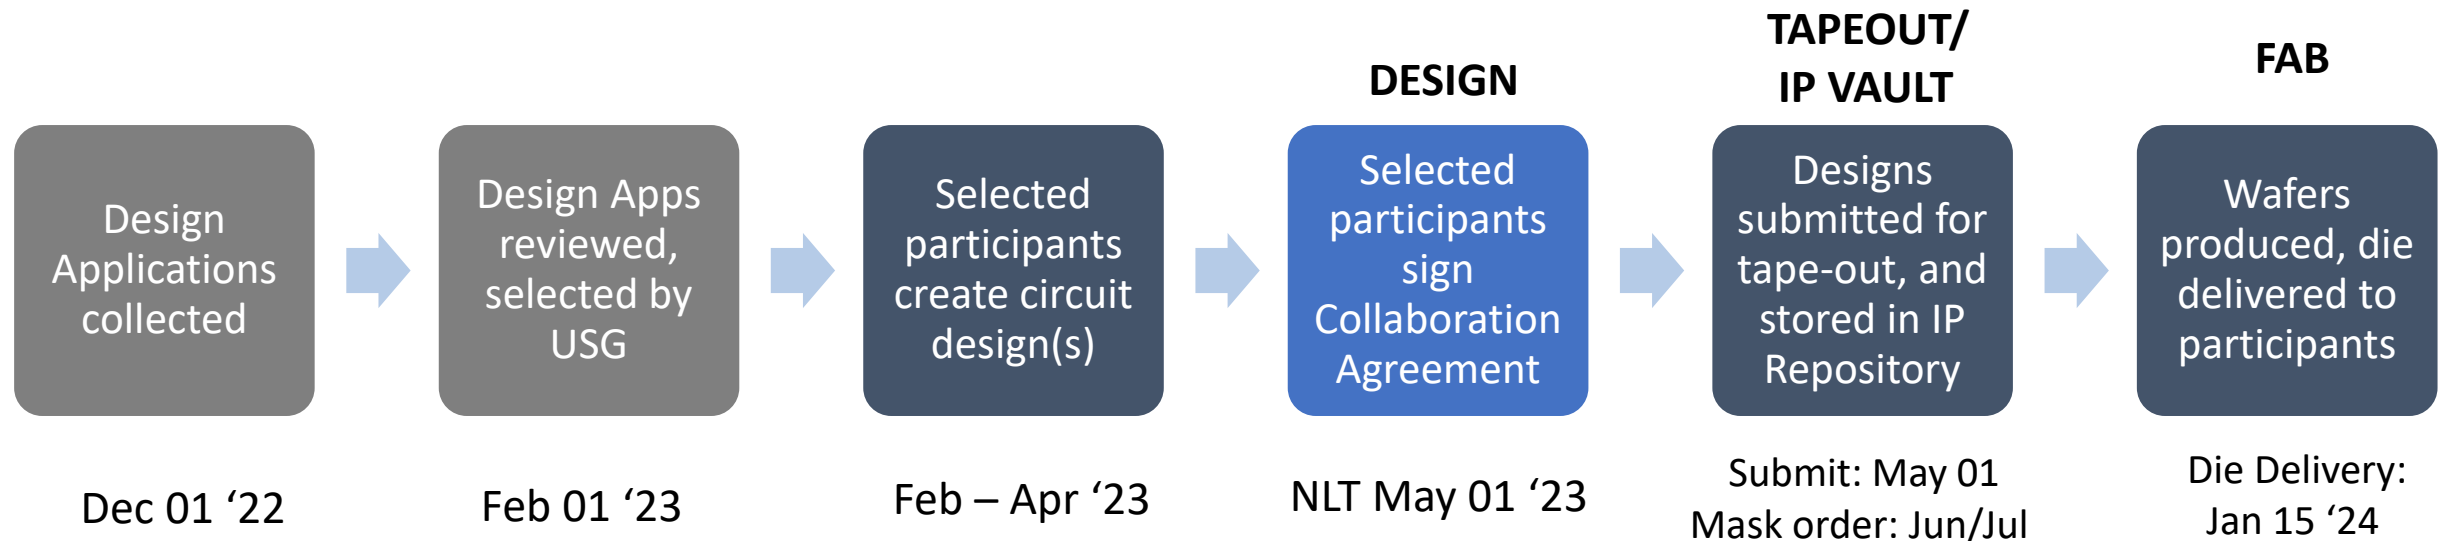 Design
Applications
collected
Dec 01 ‘22
Design Apps
reviewed,
selected by
USG
Feb 01 ‘23
Selected
participants
create circuit
design(s)
Feb – Apr ‘23
DESIGN
Selected
participants
sign
Collaboration
Agreement
NLT May 01 ‘23
TAPEOUT/
IP VAULT
Designs
submitted for
tape-out, and
stored in IP
Repository
Submit: May 01
Mask order: Jun/Jul
FAB
Wafers
produced, die
delivered to
participants
Die Delivery:
Jan 15 ‘24